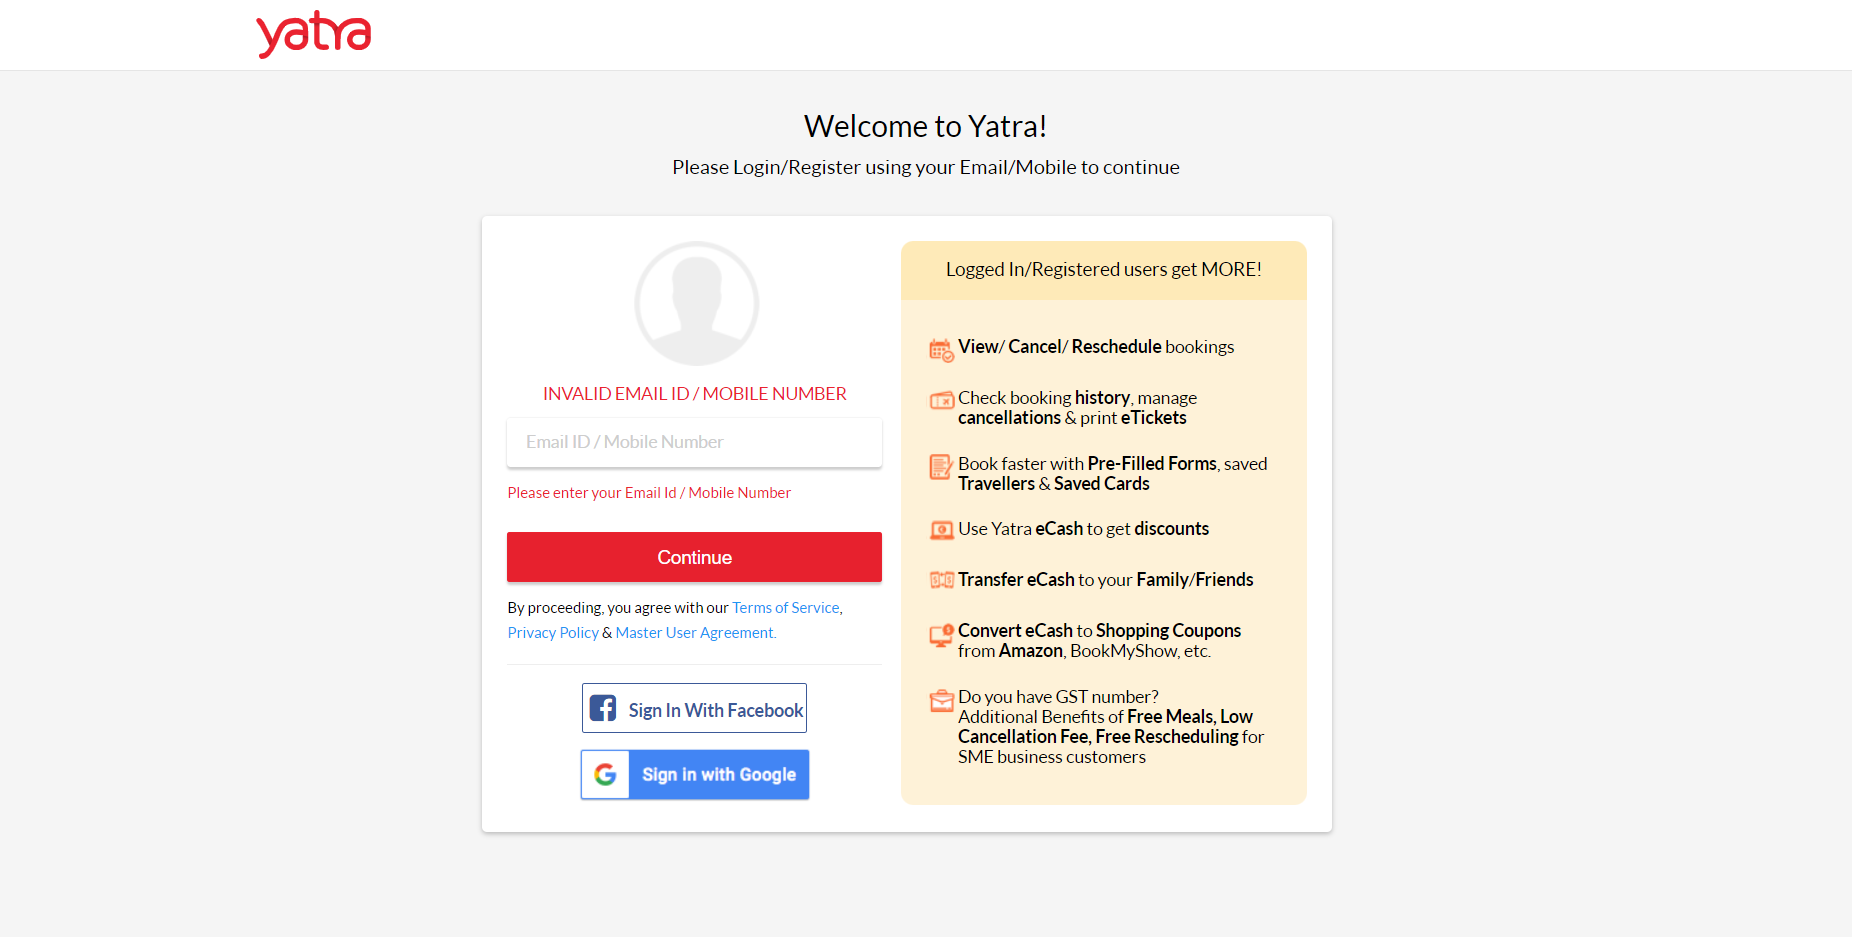 yatra
Welcome to Yatra!
Please Login/Register using your Email/Mobile to continue
INVALID EMAIL ID / MOBILE NUMBER
Email ID / Mobile Number
Please enter your Email Id / Mobile Number
Continue
By proceeding, you agree with our Terms of Service,
Privacy Policy & Master User Agreement.
Sign In With Facebook
Sign in with Google
Logged In/Registered users get MORE!
View/ Cancel/ Reschedule bookings
Check booking history, manage
cancellations & print eTickets
Book faster with Pre-Filled Forms, saved
Travellers & Saved Cards
Use Yatra eCash to get discounts
Transfer eCash to your Family/Friends
Convert eCash to Shopping Coupons
from Amazon, BookMyShow, etc.
Do you have GST number?
Additional Benefits of Free Meals, Low
Cancellation Fee, Free Rescheduling for
SME business customers